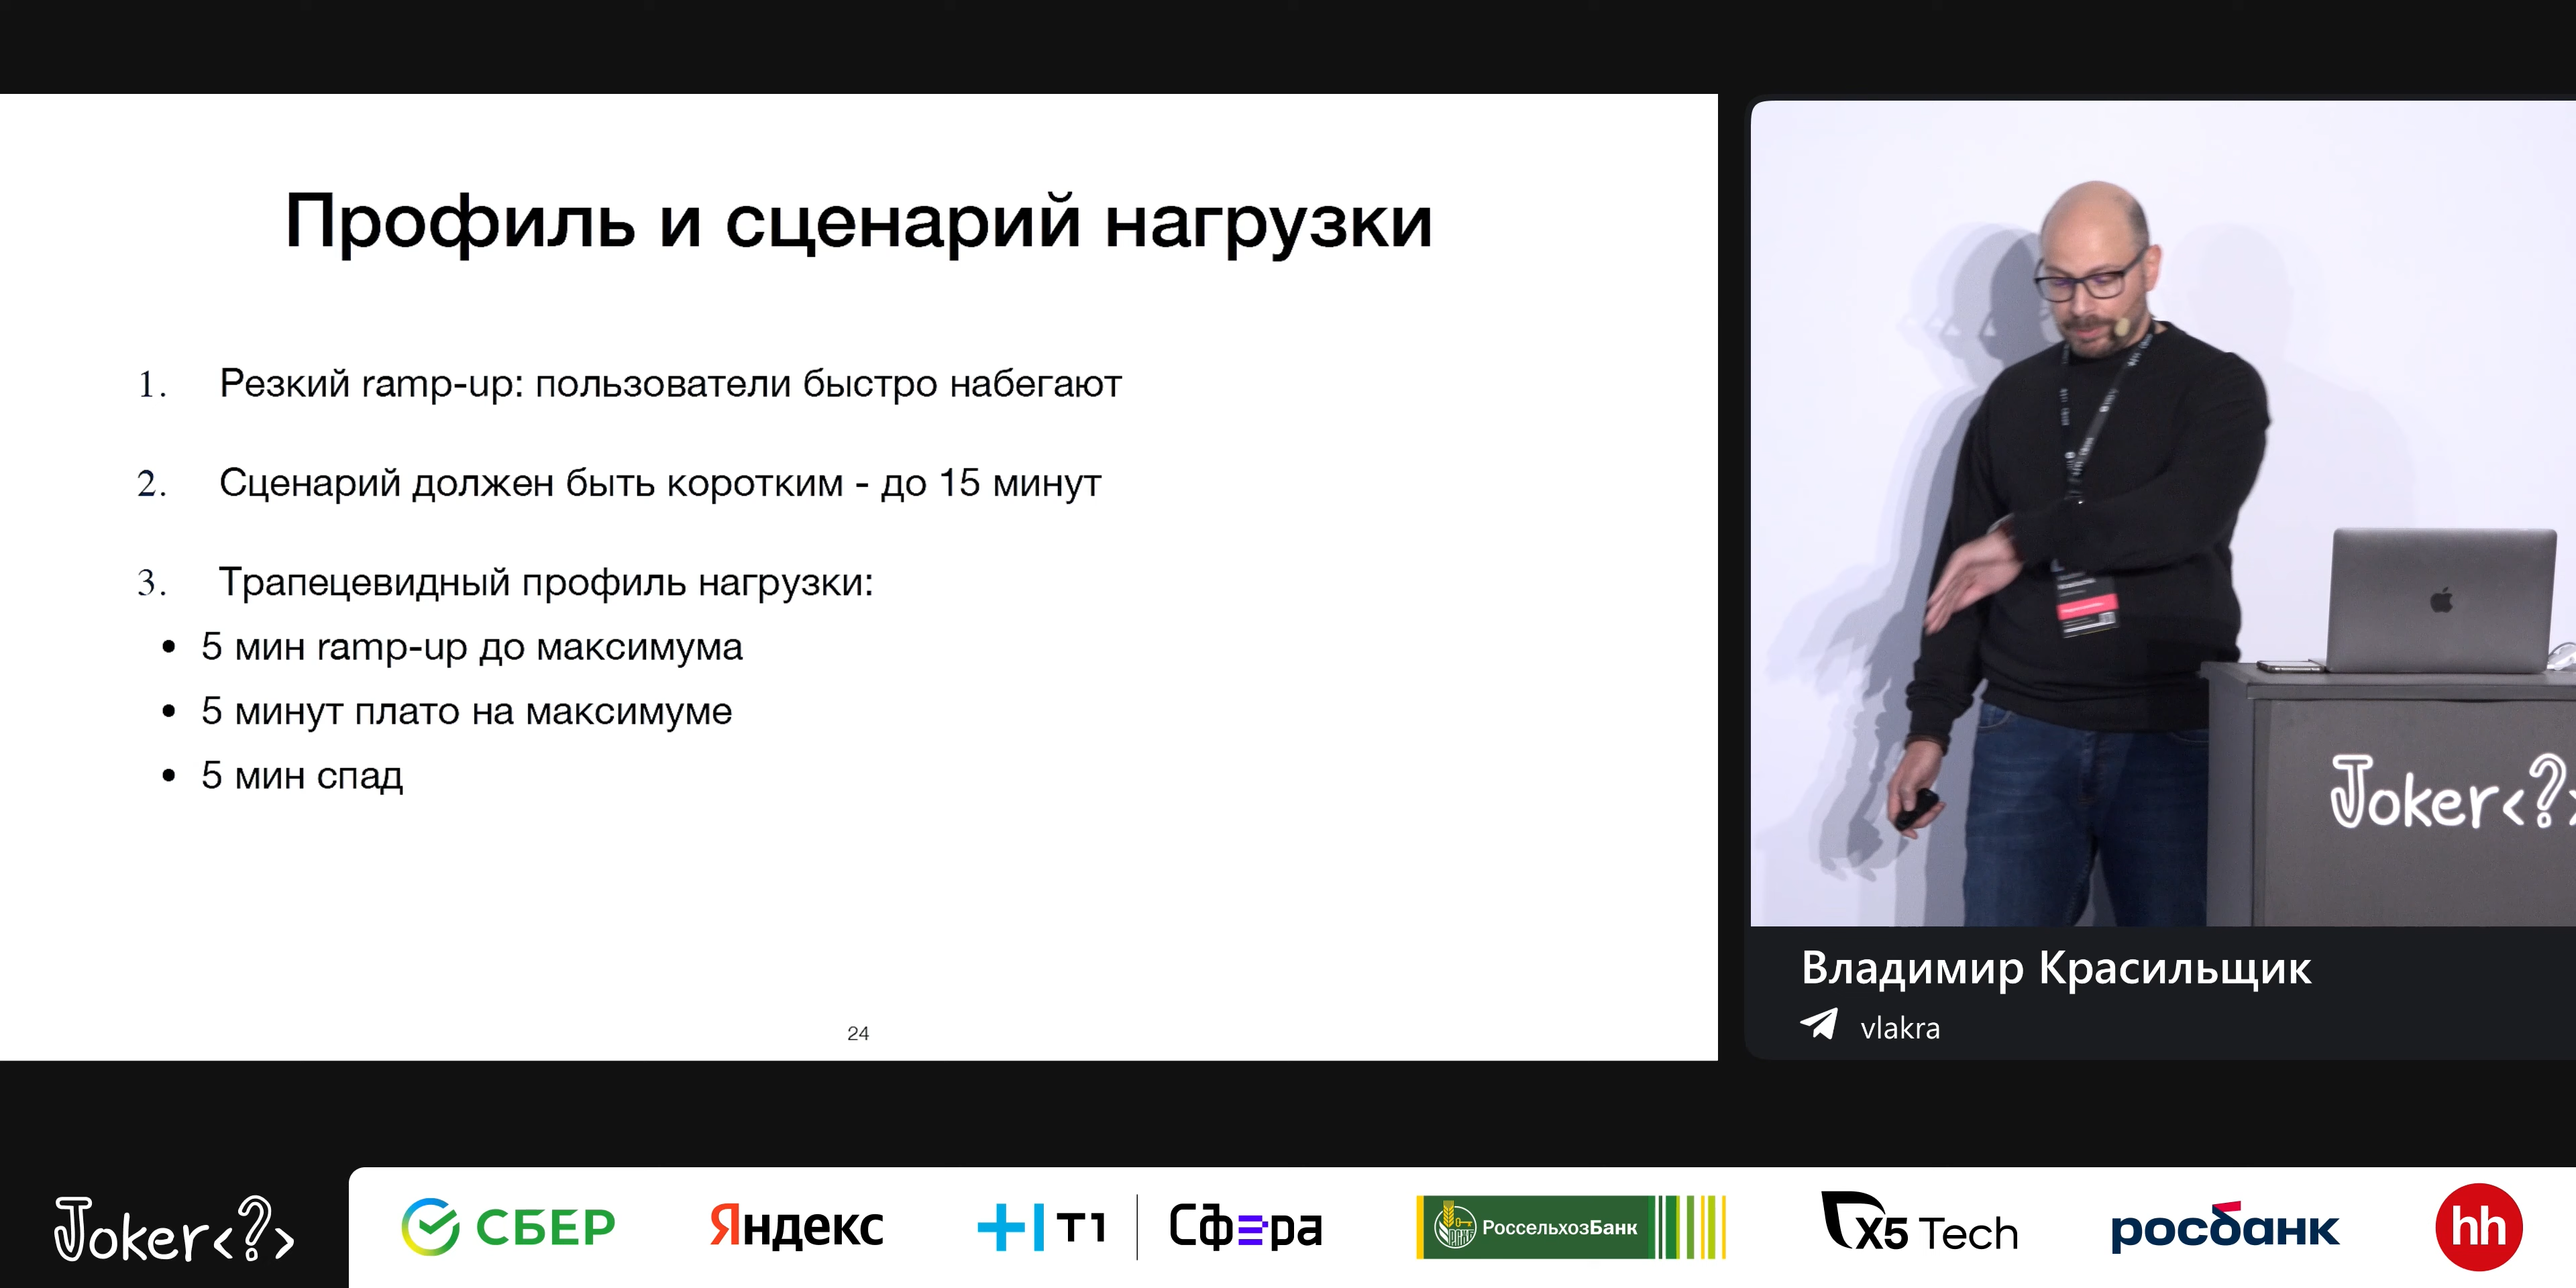 Профиль и сценарий нагрузки
1. Резкий ramp-up: пользователи быстро набегают
2. Сценарий должен быть коротким - до 15 минут
3. Трапецевидный профиль нагрузки:
• 5 мин ramp-up до максимума
• 5 минут плато на максимуме
• 5 мин спад
24
Joker<?>
Владимир Красильщик
vlakra
Joker<?>
СБЕР
Яндекс
Т1
Сфера
РоссельхозБанк
X5 Tech
росбанк
hh